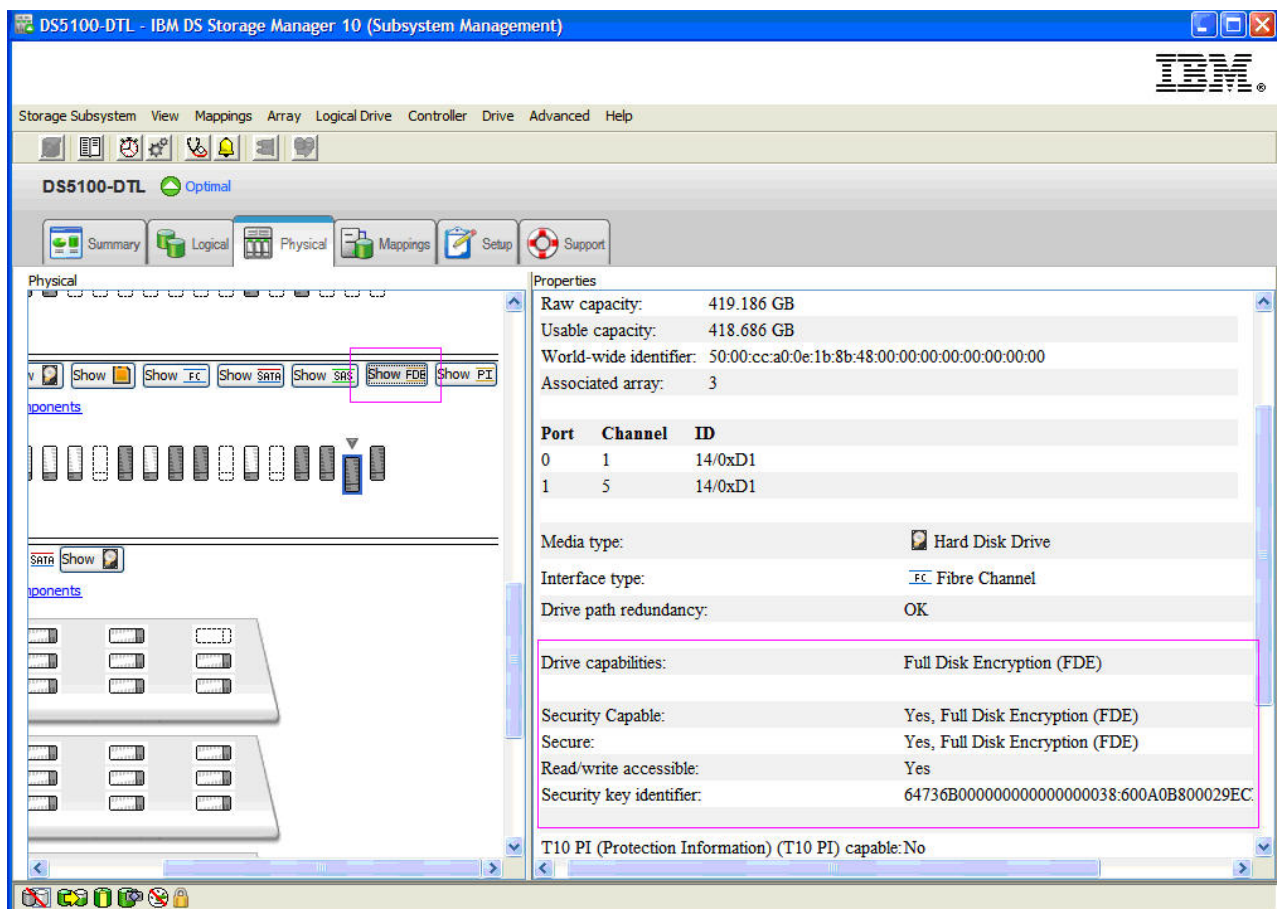 DS5100-DTL - IBM DS Storage Manager 10 (Subsystem Management)
IBM®
Storage Subsystem View Mappings Array Logical Drive Controller Drive Advanced Help
DS5100-DTL Optimal
Summary Logical Physical Mappings Setup Support
Physical
Show Show FC Show SATA Show SAS Show FDE Show PI
SATA Show
Properties
Raw capacity: 419.186 GB
Usable capacity: 418.686 GB
World-wide identifier: 50:00:cc:a0:0e:1b:8b:48:00:00:00:00:00:00:00:00
Associated array: 3
Port Channel ID
0 1 14/0xD1
1 5 14/0xD1
Media type: Hard Disk Drive
Interface type: FC Fibre Channel
Drive path redundancy: OK
Drive capabilities: Full Disk Encryption (FDE)
Security Capable: Yes, Full Disk Encryption (FDE)
Secure: Yes, Full Disk Encryption (FDE)
Read/write accessible: Yes
Security key identifier: 64736B000000000000000038:600A0B800029EC
T10 PI (Protection Information) (T10 PI) capable: No